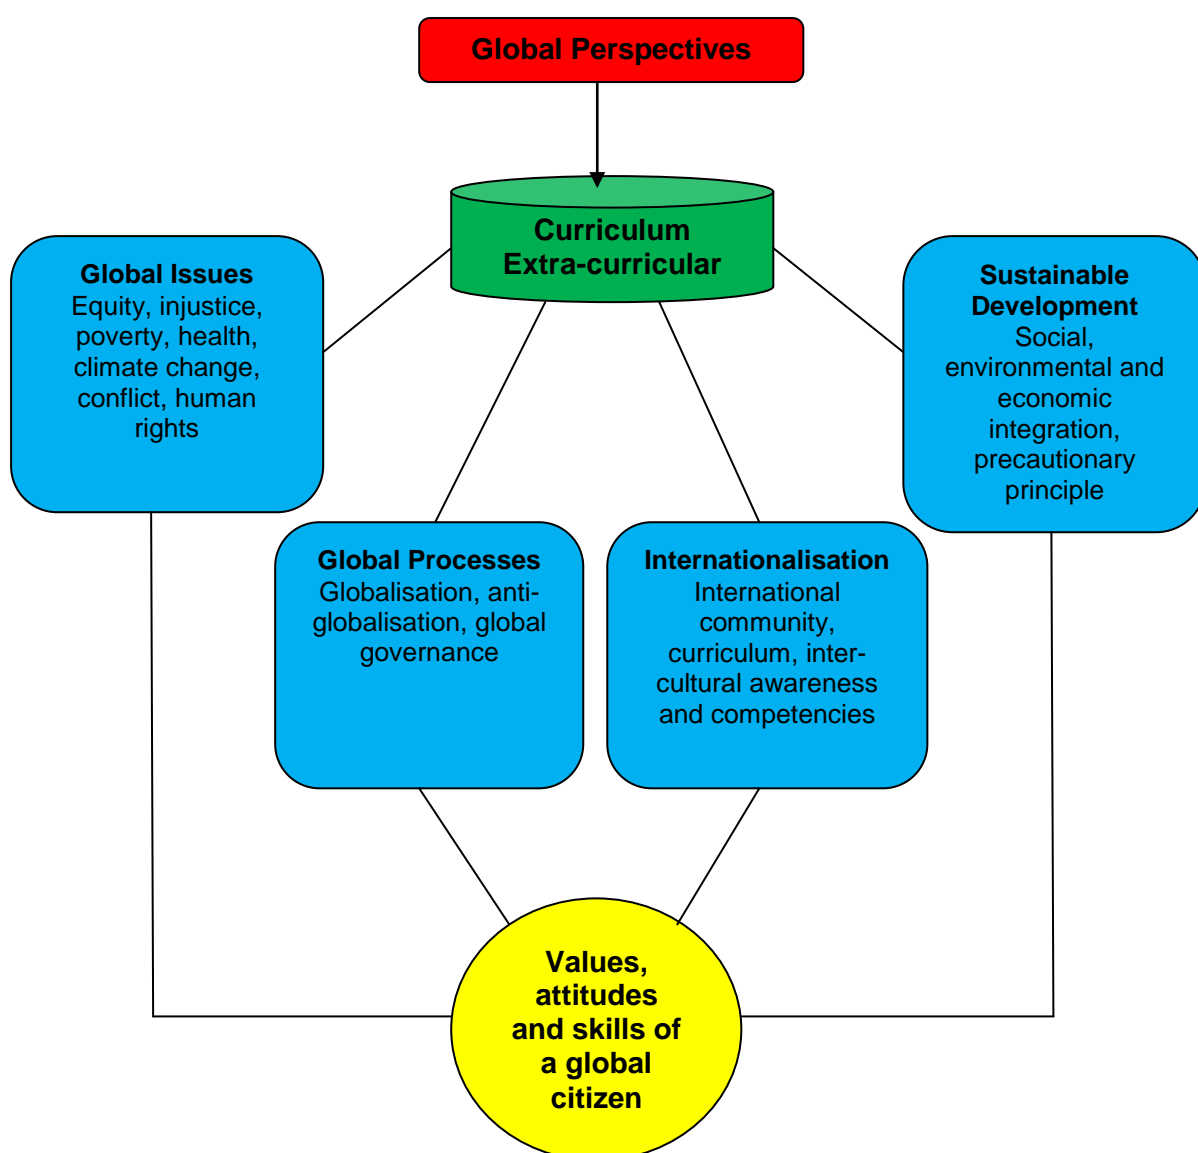 Global Perspectives
Curriculum
Extra-curricular
Global Issues
Equity, injustice,
poverty, health,
climate change,
conflict, human
rights
Sustainable
Development
Social,
environmental and
economic
integration,
precautionary
principle
Global Processes
Globalisation, anti-
globalisation, global
governance
Internationalisation
International
community,
curriculum, inter-
cultural awareness
and competencies
Values,
attitudes
and skills of
a global
citizen